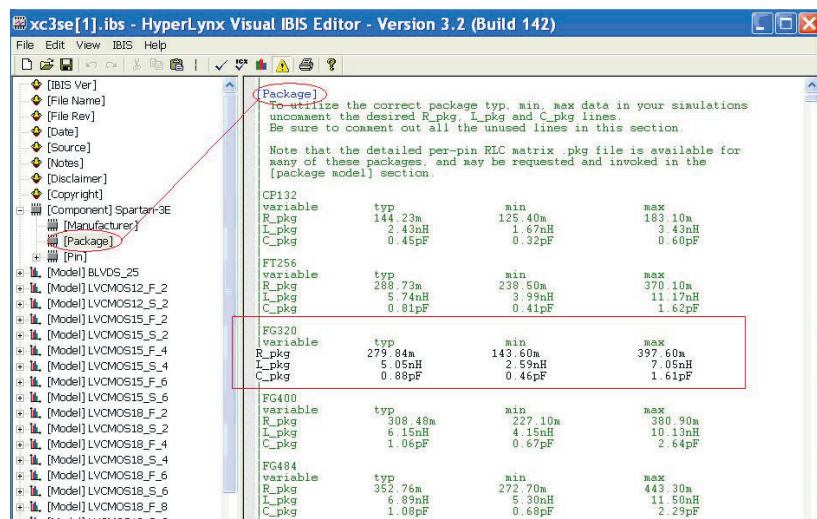 xc3se[1].ibs - HyperLynx Visual IBIS Editor - Version 3.2 (Build 142)
File Edit View IBIS Help
[IBIS Ver]
[File Name]
[File Rev]
[Date]
[Source]
[Notes]
[Disclaimer]
[Copyright]
[Component] Spartan-3E
[Manufacturer]
[Package]
[Pin]
[Model] BLVDS_25
[Model] LVCMOS12_F_2
[Model] LVCMOS12_S_2
[Model] LVCMOS15_F_2
[Model] LVCMOS15_S_2
[Model] LVCMOS15_F_4
[Model] LVCMOS15_S_4
[Model] LVCMOS15_F_6
[Model] LVCMOS15_S_6
[Model] LVCMOS18_F_2
[Model] LVCMOS18_S_2
[Model] LVCMOS18_F_4
[Model] LVCMOS18_S_4
[Model] LVCMOS18_F_6
[Model] LVCMOS18_S_6
[Model] LVCMOS18_F_8
[Package]
To utilize the correct package typ, min, max data in your simulations
uncomment the desired R_pkg, L_pkg and C_pkg lines.
Be sure to comment out all the unused lines in this section.
Note that the detailed per-pin RLC matrix .pkg file is available for
many of these packages, and may be requested and invoked in the
[package model] section.
CP132
variable typ min max
R_pkg 144.23m 125.40m 183.10m
L_pkg 2.43nH 1.67nH 3.43nH
C_pkg 0.45pF 0.32pF 0.60pF
FT256
variable typ min max
R_pkg 288.73m 238.50m 370.10m
L_pkg 5.74nH 3.99nH 11.17nH
C_pkg 0.81pF 0.41pF 1.62pF
FG320
variable typ min max
R_pkg 279.84m 143.60m 397.60m
L_pkg 5.05nH 2.59nH 7.05nH
C_pkg 0.88pF 0.46pF 1.61pF
FG400
variable typ min max
R_pkg 308.48m 227.10m 380.90m
L_pkg 6.15nH 4.15nH 10.13nH
C_pkg 1.06pF 0.67pF 2.64pF
FG484
variable typ min max
R_pkg 352.76m 272.70m 443.30m
L_pkg 6.89nH 5.30nH 11.50nH
C_pkg 1.08pF 0.68pF 2.29pF